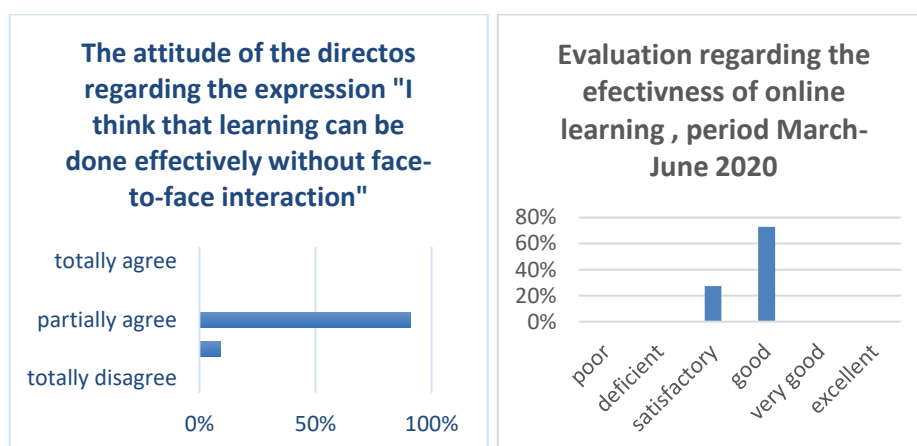 The attitude of the directos
regarding the expression "I
think that learning can be
done effectively without face-
to-face interaction"
totally agree
partially agree
totally disagree
0%
50%
100%
Evaluation regarding the
efectivness of online
learning , period March-
June 2020
80%
60%
40%
20%
0%
poor
deficient
satisfactory
good
very good
excellent